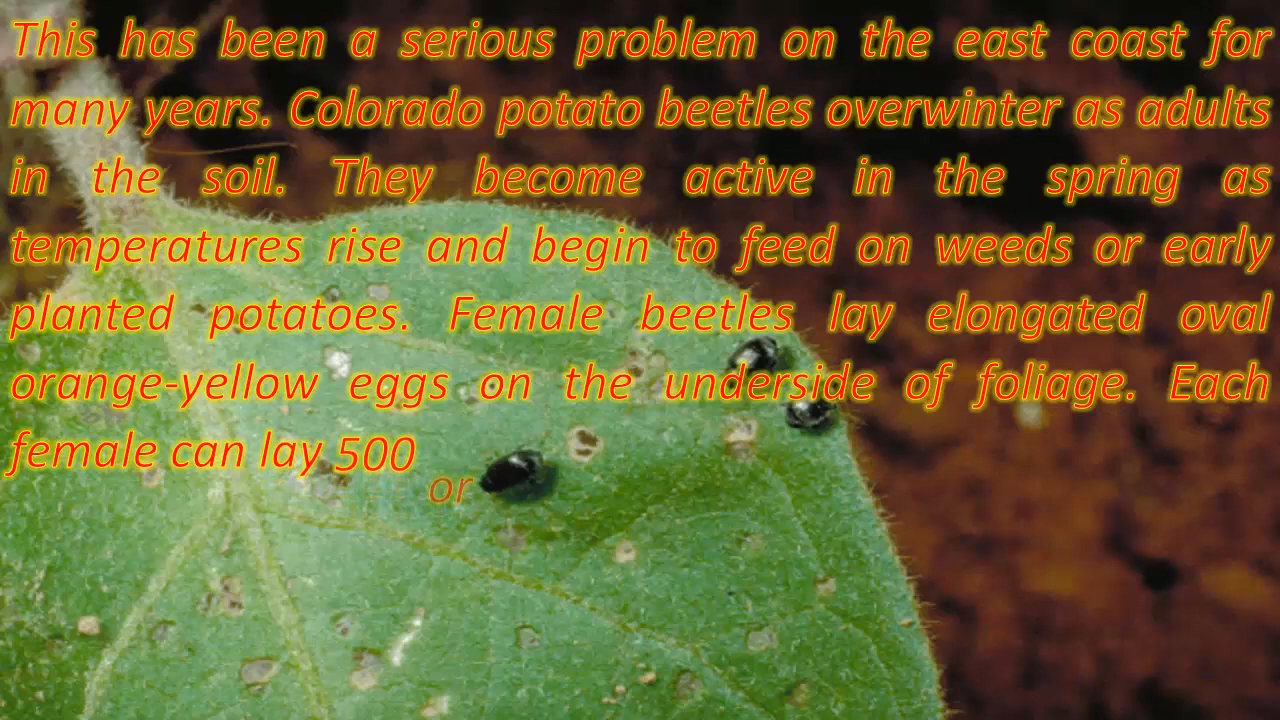 This has been a serious problem on the east coast for
many years. Colorado potato beetles overwinter as adults
in the soil. They become active in the spring as
temperatures rise and begin to feed on weeds or early
planted potatoes. Female beetles lay elongated oval
orange-yellow eggs on the underside of foliage. Each
female can lay 500
or